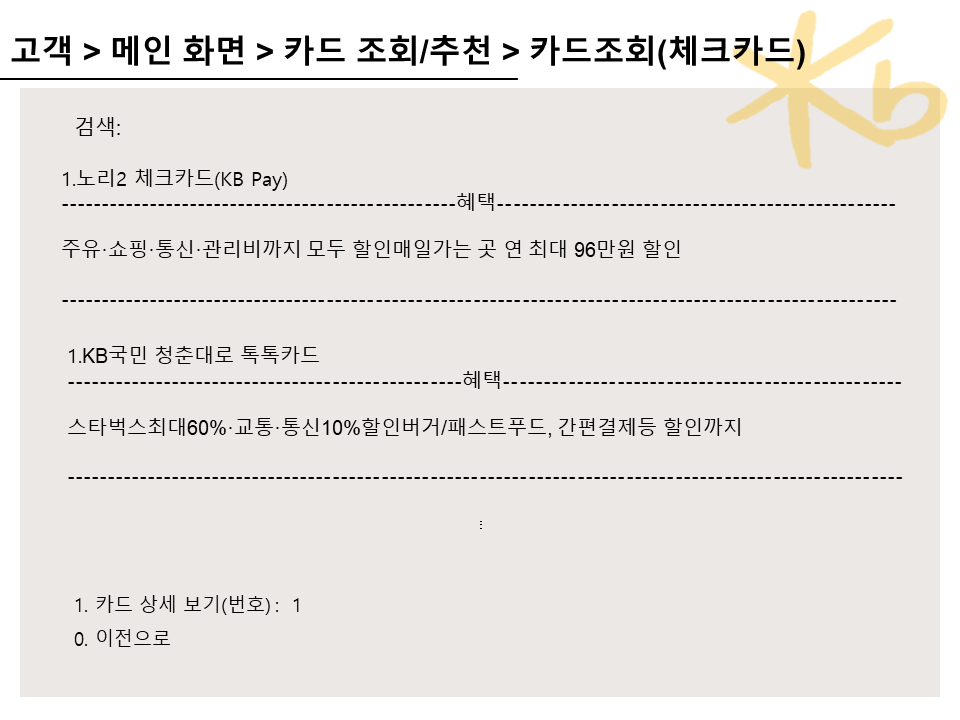 고객 > 메인 화면 > 카드 조회/추천 > 카드조회(체크카드)
Kb
검색:
1.노리2 체크카드(KB Pay)
-------------------------------------------------혜택--------------------------------------------------
주유·쇼핑·통신·관리비까지 모두 할인매일가는 곳 연 최대 96만원 할인
--------------------------------------------------------------------------------------------------------
1.KB국민 청춘대로 톡톡카드
-------------------------------------------------혜택--------------------------------------------------
스타벅스최대60%·교통·통신10%할인버거/패스트푸드, 간편결제등 할인까지
--------------------------------------------------------------------------------------------------------
⋮
1. 카드 상세 보기(번호) : 1
0. 이전으로